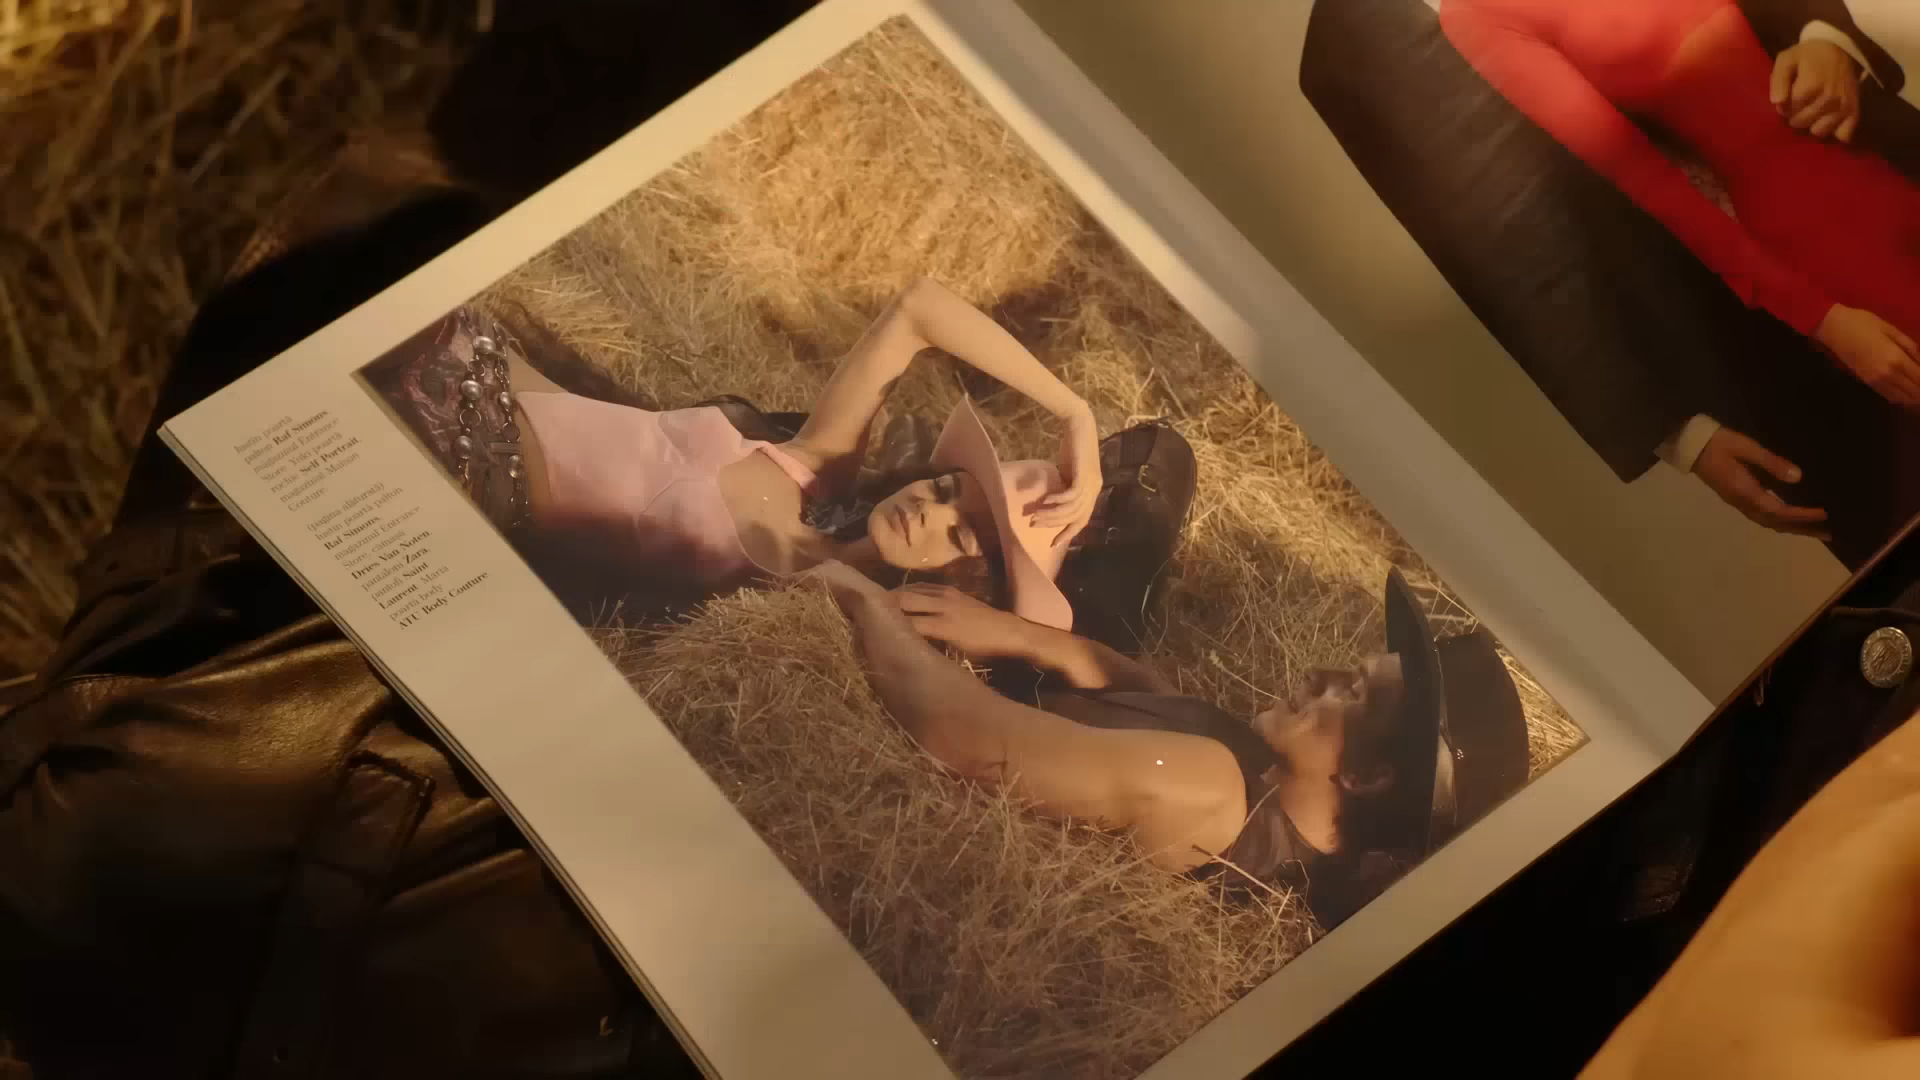 Iustin poartă
palton Raf Simons,
magazinul Entrance
Store. Yuki poartă
rochie Self Portrait,
magazinul Maison
Couture.
(pagina alăturată)
Iustin poartă palton
Raf Simons,
magazinul Entrance
Store, cămașă
Dries Van Noten
pantaloni Zara,
pantofi Saint
Laurent. Maria
poartă body
ATU Body Couture